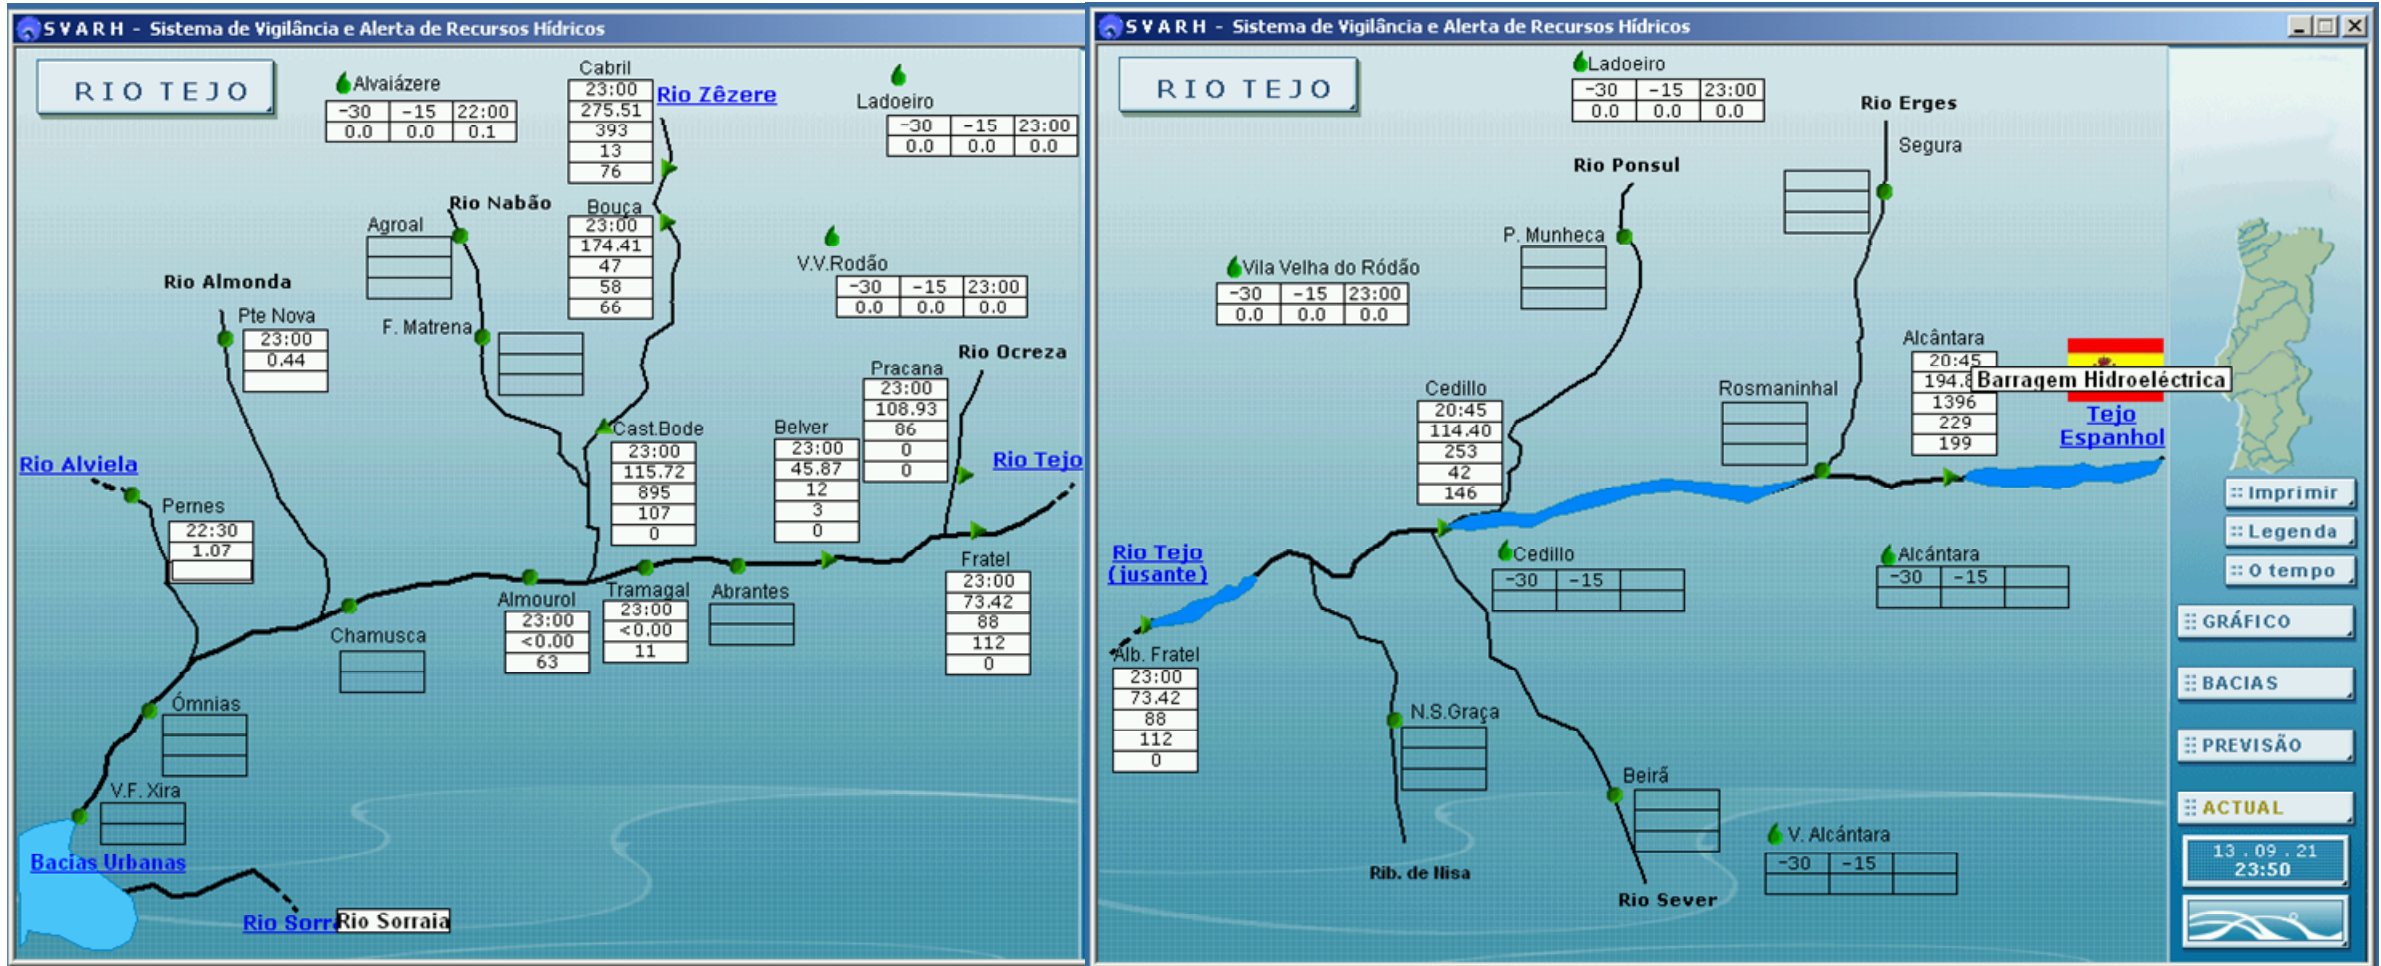 SVARH - Sistema de Vigilância e Alerta de Recursos Hídricos
RIO TEJO
Alvaiázere
-30 -15 22:00
0.0 0.0 0.1
Cabril
23:00
275.51
393
13
76
Rio Zêzere
Ladoeiro
-30 -15 23:00
0.0 0.0 0.0
Rio Nabão
Agroal
Bouça
23:00
174.41
47
58
66
V.V.Rodão
-30 -15 23:00
0.0 0.0 0.0
Rio Almonda
Pte Nova
23:00
0.44
F. Matrena
Rio Ocreza
Pracana
23:00
108.93
86
0
0
Cast.Bode
23:00
115.72
895
107
0
Belver
23:00
45.87
12
3
0
Rio Tejo
Rio Alviela
Pernes
22:30
1.07
Fratel
23:00
73.42
88
112
0
Almourol
23:00
<0.00
63
Tramagal
23:00
<0.00
11
Abrantes
Chamusca
Ómnias
V.F. Xira
Bacias Urbanas
Rio Sorr
Rio Sorraia
SVARH - Sistema de Vigilância e Alerta de Recursos Hídricos
RIO TEJO
Ladoeiro
-30 -15 23:00
0.0 0.0 0.0
Rio Erges
Segura
Rio Ponsul
P. Munheca
Vila Velha do Ródão
-30 -15 23:00
0.0 0.0 0.0
Alcântara
20:45
194.8
1396
229
199
Barragem Hidroeléctrica
Tejo
Espanhol
Rosmaninhal
Cedillo
20:45
114.40
253
42
146
Rio Tejo
(jusante)
Cedillo
-30 -15
Alcántara
-30 -15
Alb. Fratel
23:00
73.42
88
112
0
N.S.Graça
Beirã
V. Alcántara
-30 -15
Rib. de Nisa
Rio Sever
Imprimir
Legenda
O tempo
GRÁFICO
BACIAS
PREVISÃO
ACTUAL
13 . 09 . 21
23:50